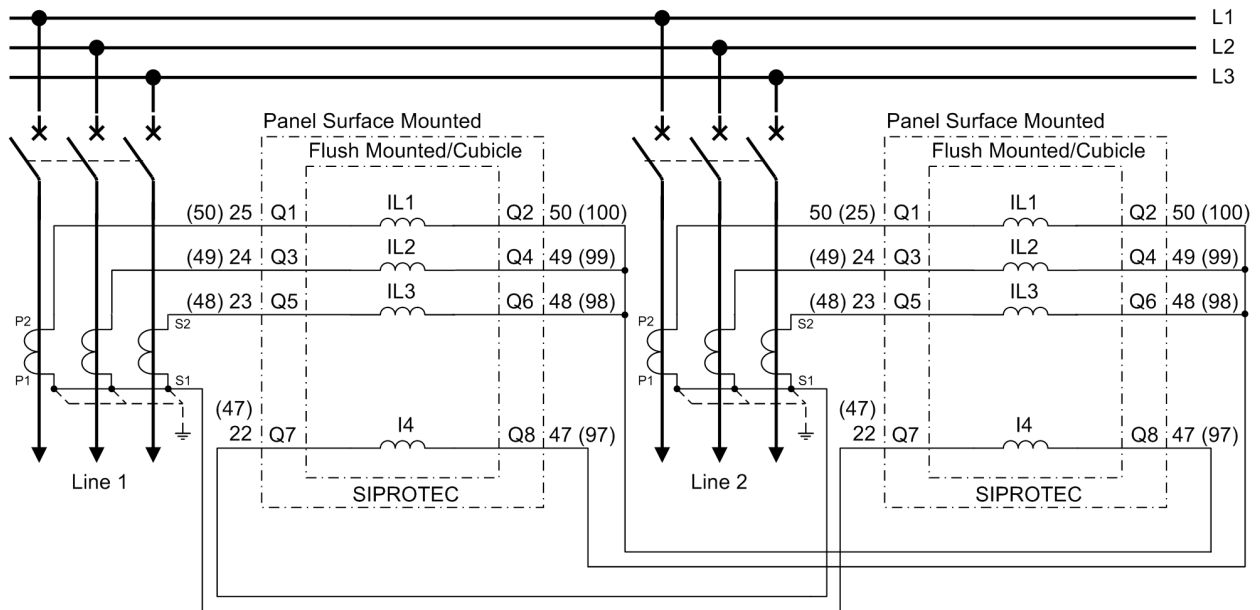 L1
L2
L3
Panel Surface Mounted
Panel Surface Mounted
Flush Mounted/Cubicle
Flush Mounted/Cubicle
(50) 25 Q1 IL1 Q2 50 (100)
50 (25) Q1 IL1 Q2 50 (100)
(49) 24 Q3 IL2 Q4 49 (99)
(49) 24 Q3 IL2 Q4 49 (99)
(48) 23 Q5 IL3 Q6 48 (98)
(48) 23 Q5 IL3 Q6 48 (98)
P2 S2
P2 S2
P1 S1
P1 S1
(47)
(47)
22 Q7 I4 Q8 47 (97)
22 Q7 I4 Q8 47 (97)
Line 1
Line 2
SIPROTEC
SIPROTEC